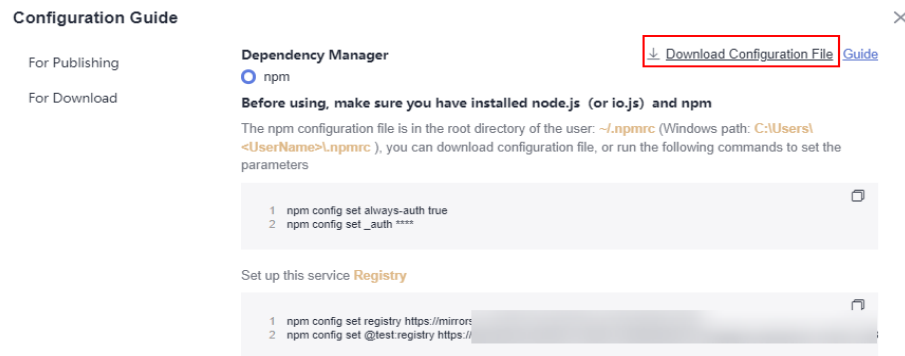 Configuration Guide
For Publishing
For Download
Dependency Manager
Download Configuration File Guide
npm
Before using, make sure you have installed node.js (or io.js) and npm
The npm configuration file is in the root directory of the user: ~/.npmrc (Windows path: C:\Users\
<UserName>\.npmrc ), you can download configuration file, or run the following commands to set the
parameters
1 npm config set always-auth true
2 npm config set _auth ****
Set up this service Registry
1 npm config set registry https://mirrors
2 npm config set @test:registry https://